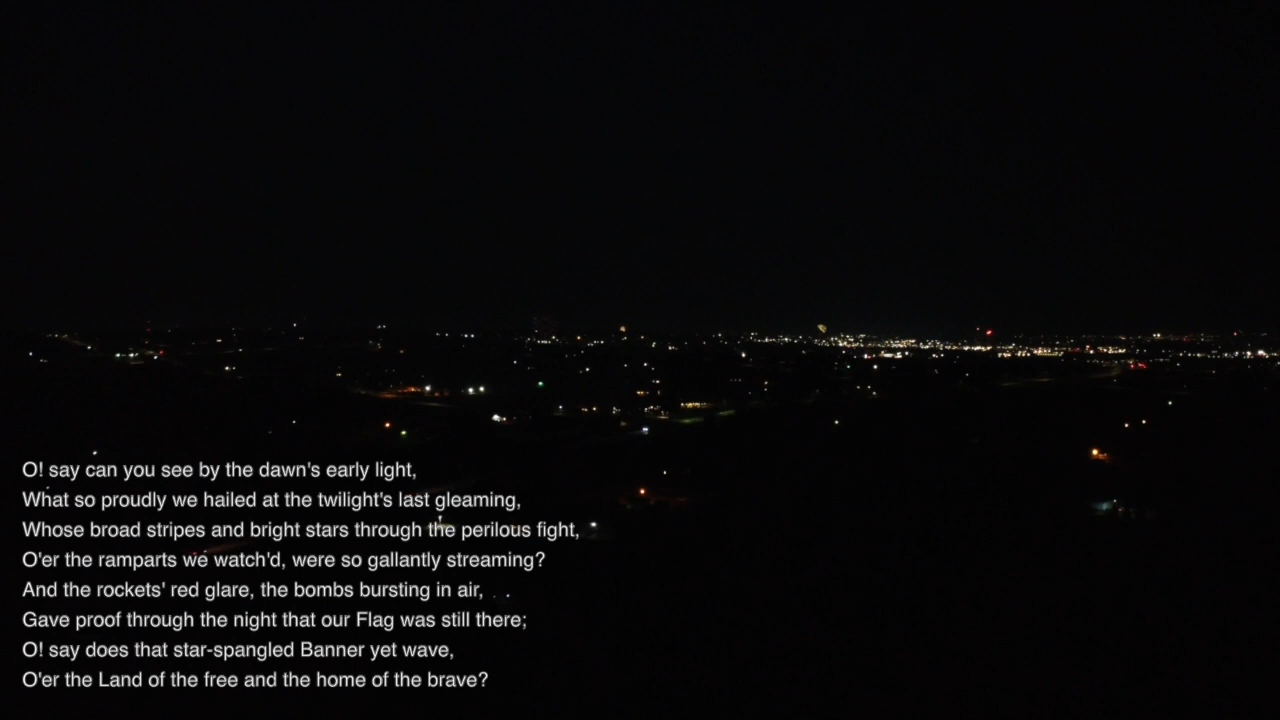 O! say can you see by the dawn's early light,
What so proudly we hailed at the twilight's last gleaming,
Whose broad stripes and bright stars through the perilous fight,
O'er the ramparts we watch'd, were so gallantly streaming?
And the rockets' red glare, the bombs bursting in air,
Gave proof through the night that our Flag was still there;
O! say does that star-spangled Banner yet wave,
O'er the Land of the free and the home of the brave?